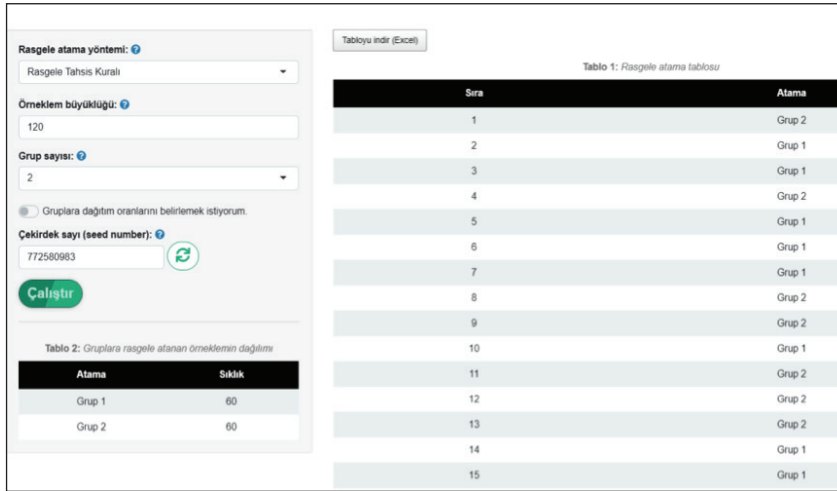 Rasgele atama yöntemi:
Rasgele Tahsis Kuralı
Örneklem büyüklüğü:
120
Grup sayısı:
2
Gruplara dağıtım oranlarını belirlemek istiyorum.
Çekirdek sayı (seed number):
772580983
Çalıştır
Tablo 2: Gruplara rasgele atanan örneklemin dağılımı
Atama Sıklık
Grup 1 60
Grup 2 60
Tabloyu indir (Excel)
Tablo 1: Rasgele atama tablosu
Sıra Atama
1 Grup 2
2 Grup 1
3 Grup 1
4 Grup 2
5 Grup 1
6 Grup 1
7 Grup 1
8 Grup 2
9 Grup 2
10 Grup 1
11 Grup 2
12 Grup 2
13 Grup 2
14 Grup 1
15 Grup 1